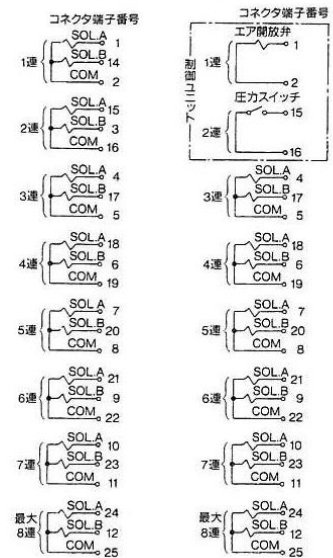 コネクタ端子番号
SOL.A 1
1連 SOL.B 14
COM 2
SOL.A 15
2連 SOL.B 3
COM 16
SOL.A 4
3連 SOL.B 17
COM 5
SOL.A 18
4連 SOL.B 6
COM 19
SOL.A 7
5連 SOL.B 20
COM 8
SOL.A 21
6連 SOL.B 9
COM 22
SOL.A 10
7連 SOL.B 23
COM 11
SOL.A 24
最大
8連 SOL.B 12
COM 25
コネクタ端子番号
制御ユニット
エア開放弁
1
1連
2
圧力スイッチ
15
2連
16
SOL.A 4
3連 SOL.B 17
COM 5
SOL.A 18
4連 SOL.B 6
COM 19
SOL.A 7
5連 SOL.B 20
COM 8
SOL.A 21
6連 SOL.B 9
COM 22
SOL.A 10
7連 SOL.B 23
COM 11
SOL.A 24
最大
8連 SOL.B 12
COM 25